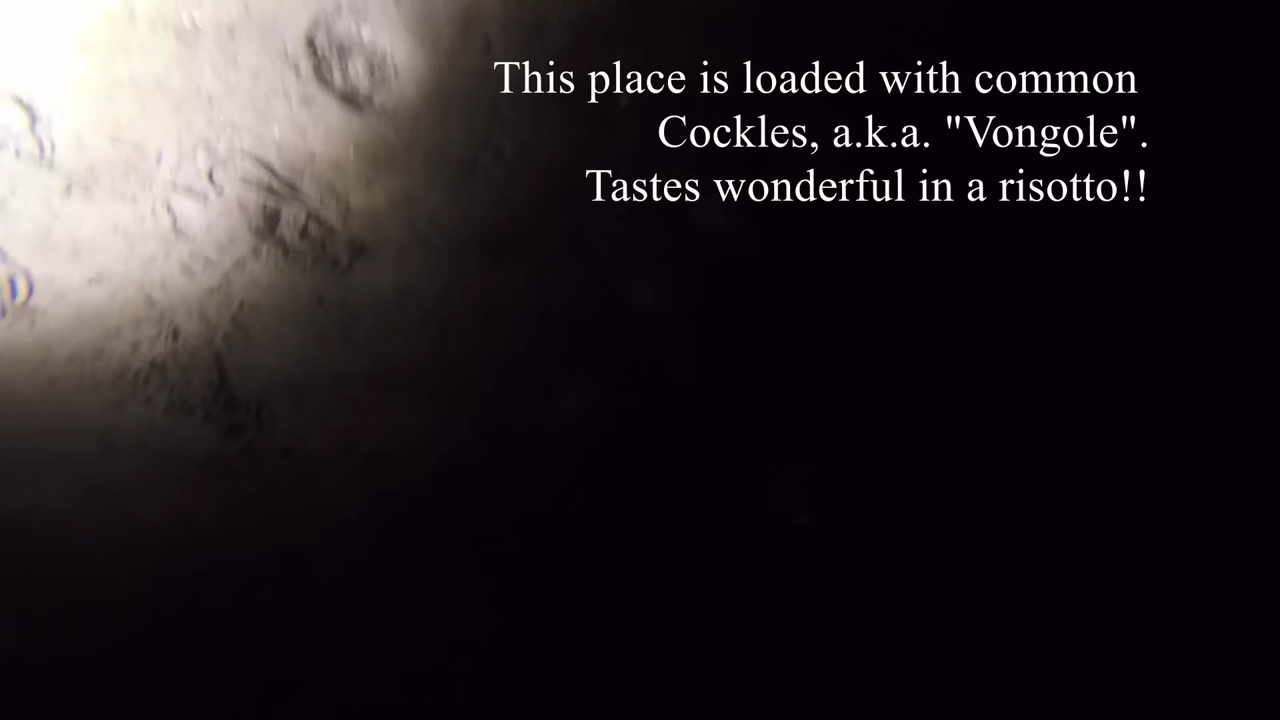 This place is loaded with common
Cockles, a.k.a. "Vongole".
Tastes wonderful in a risotto!!